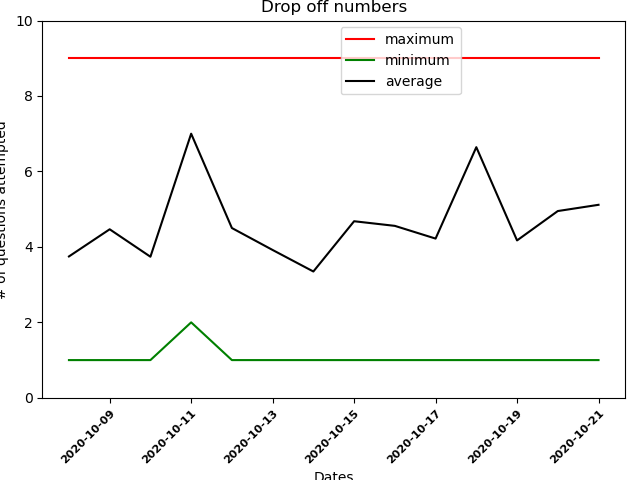 Drop off numbers
maximum
minimum
average
# of questions attempted
10
8
6
4
2
0
2020-10-09
2020-10-11
2020-10-13
2020-10-15
2020-10-17
2020-10-19
2020-10-21
Dates